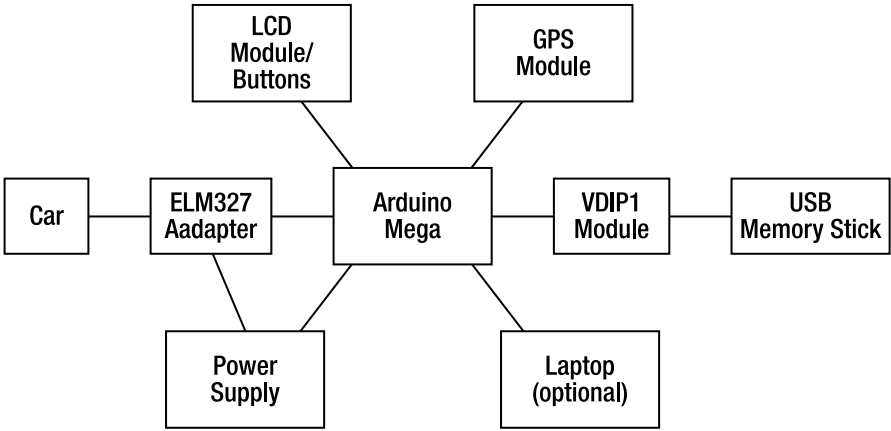 LCD
Module/
Buttons
GPS
Module
Car
ELM327
Aadapter
Arduino
Mega
VDIP1
Module
USB
Memory Stick
Power
Supply
Laptop
(optional)